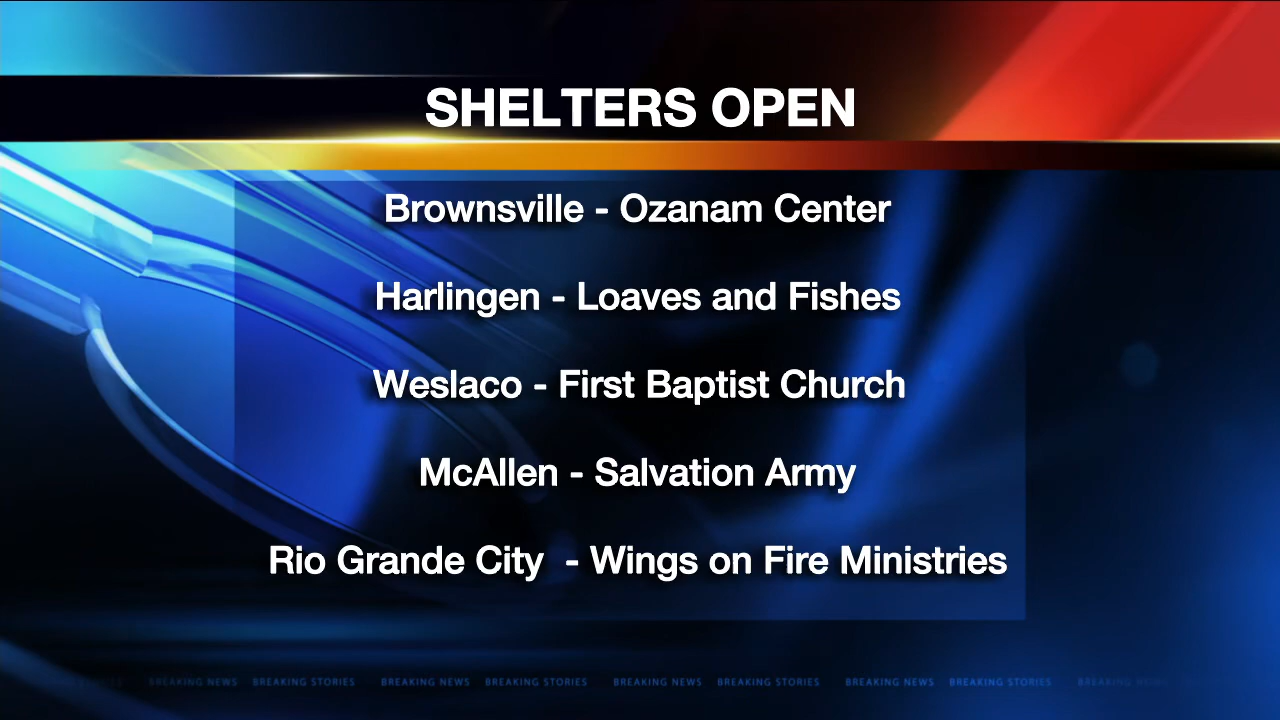 SHELTERS OPEN
Brownsville - Ozanam Center
Harlingen - Loaves and Fishes
Weslaco - First Baptist Church
McAllen - Salvation Army
Rio Grande City - Wings on Fire Ministries
BREAKING NEWS BREAKING STORIES BREAKING NEWS BREAKING STORIES BREAKING NEWS BREAKING STORIES BREAKING NEWS BREAKING STORIES BREAKING NEWS